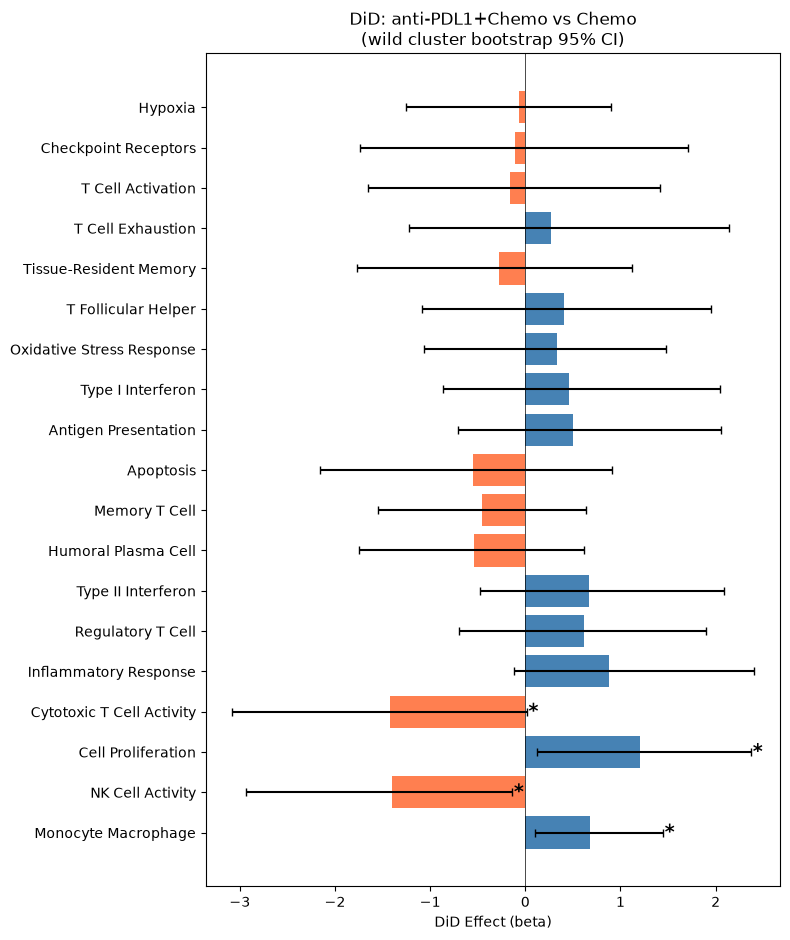 DiD: anti-PDL1+Chemo vs Chemo
(wild cluster bootstrap 95% CI)
Hypoxia
Checkpoint Receptors
T Cell Activation
T Cell Exhaustion
Tissue-Resident Memory
T Follicular Helper
Oxidative Stress Response
Type I Interferon
Antigen Presentation
Apoptosis
Memory T Cell
Humoral Plasma Cell
Type II Interferon
Regulatory T Cell
Inflammatory Response
Cytotoxic T Cell Activity *
Cell Proliferation *
NK Cell Activity *
Monocyte Macrophage *
−3 −2 −1 0 1 2
DiD Effect (beta)